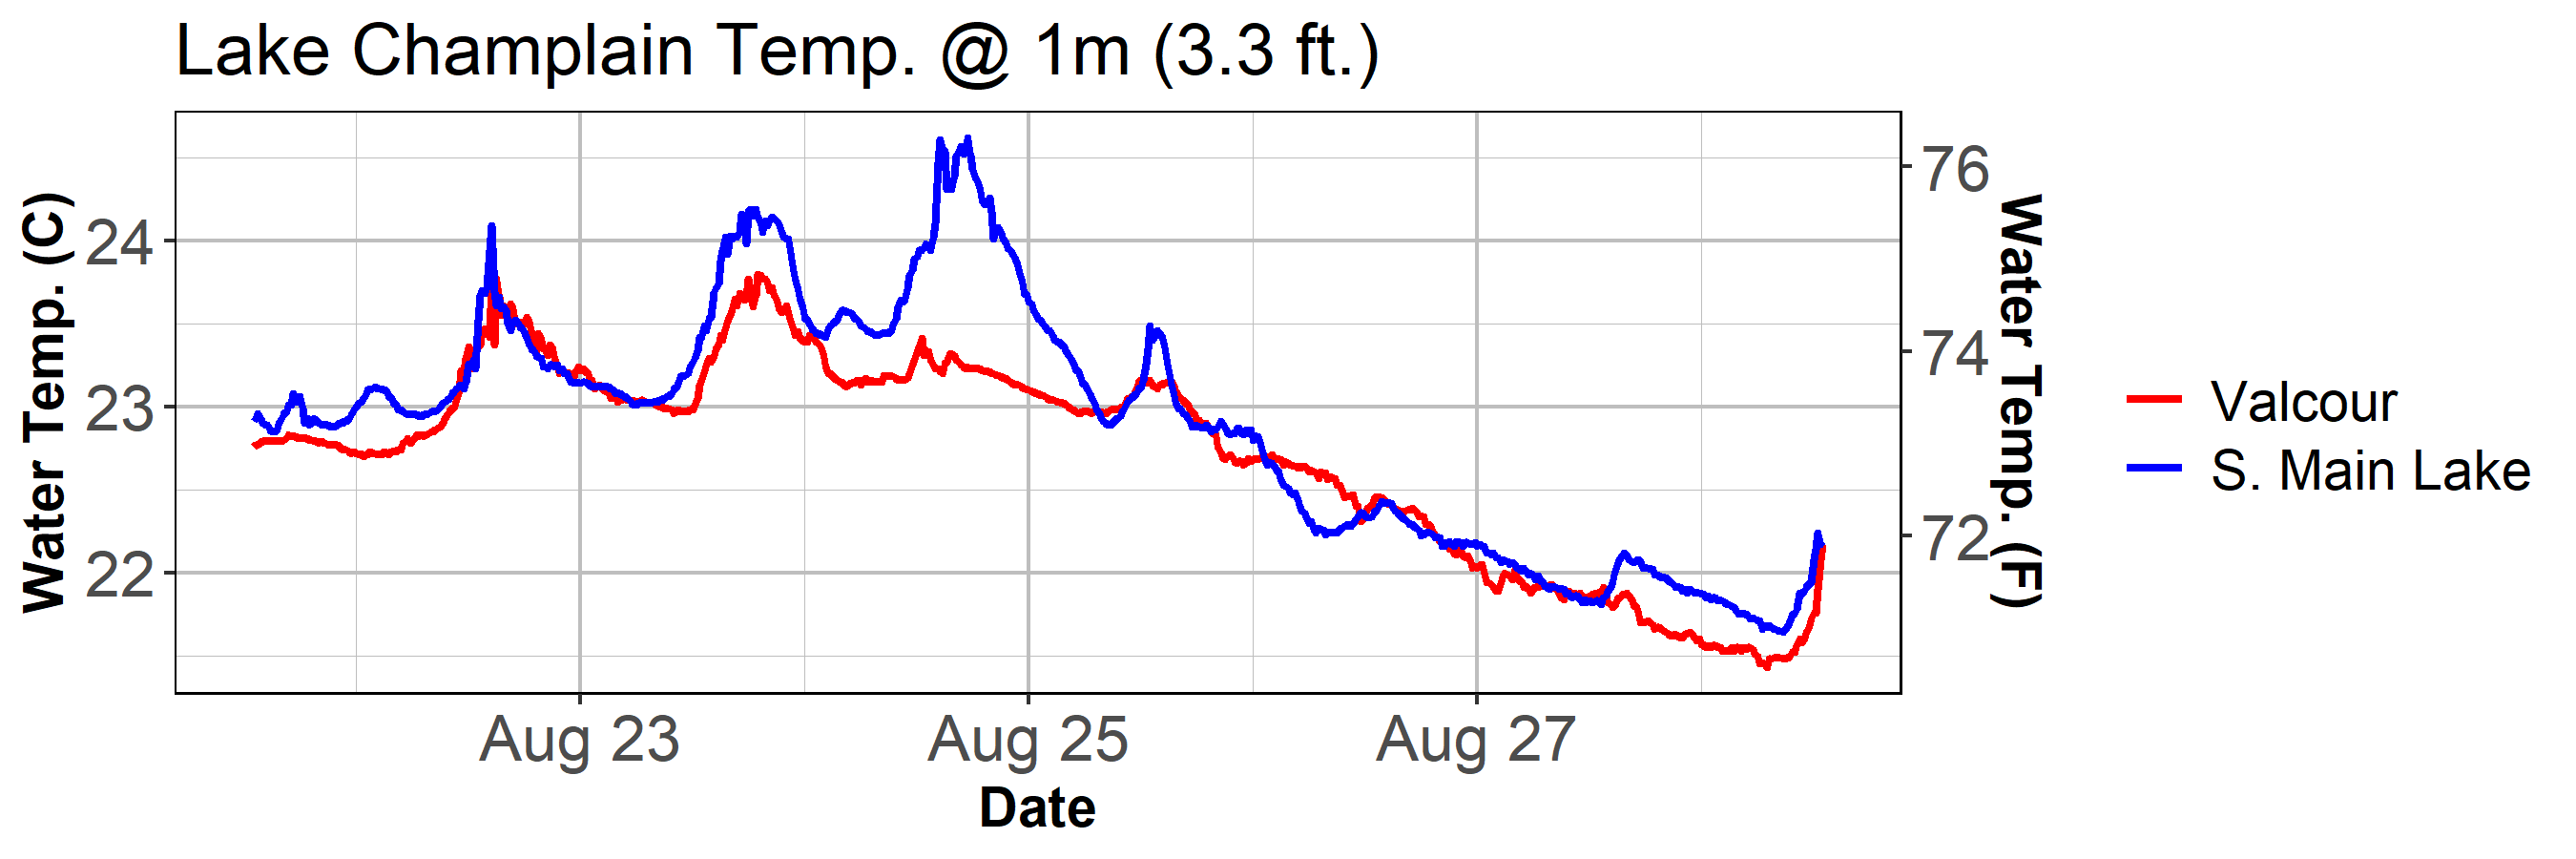 Lake Champlain Temp. @ 1m (3.3 ft.)
Water Temp. (C)
24
23
22
76
74
72
Water Temp. (F)
Aug 23
Aug 25
Aug 27
Date
Valcour
S. Main Lake